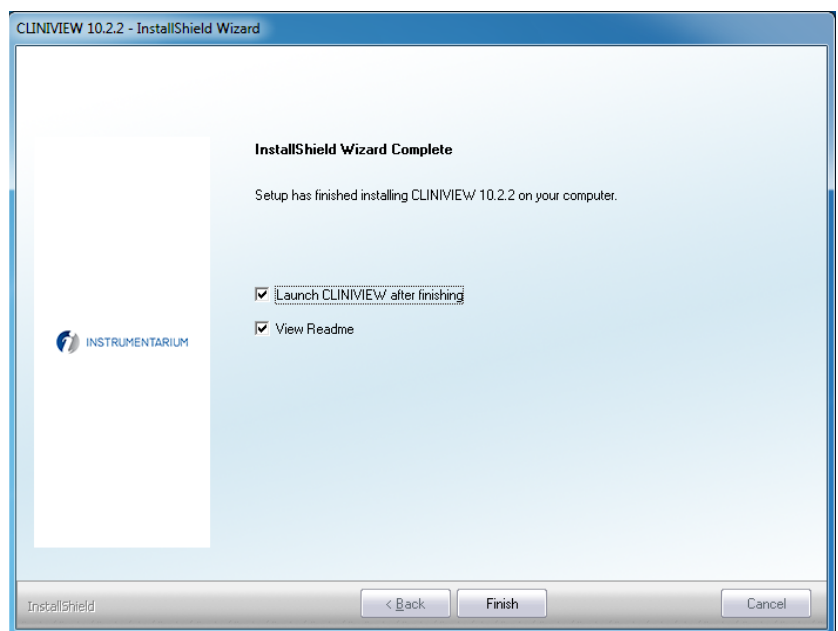 CLINIVIEW 10.2.2 - InstallShield Wizard
InstallShield Wizard Complete
Setup has finished installing CLINIVIEW 10.2.2 on your computer.
Launch CLINIVIEW after finishing
View Readme
INSTRUMENTARIUM
InstallShield
< Back
Finish
Cancel